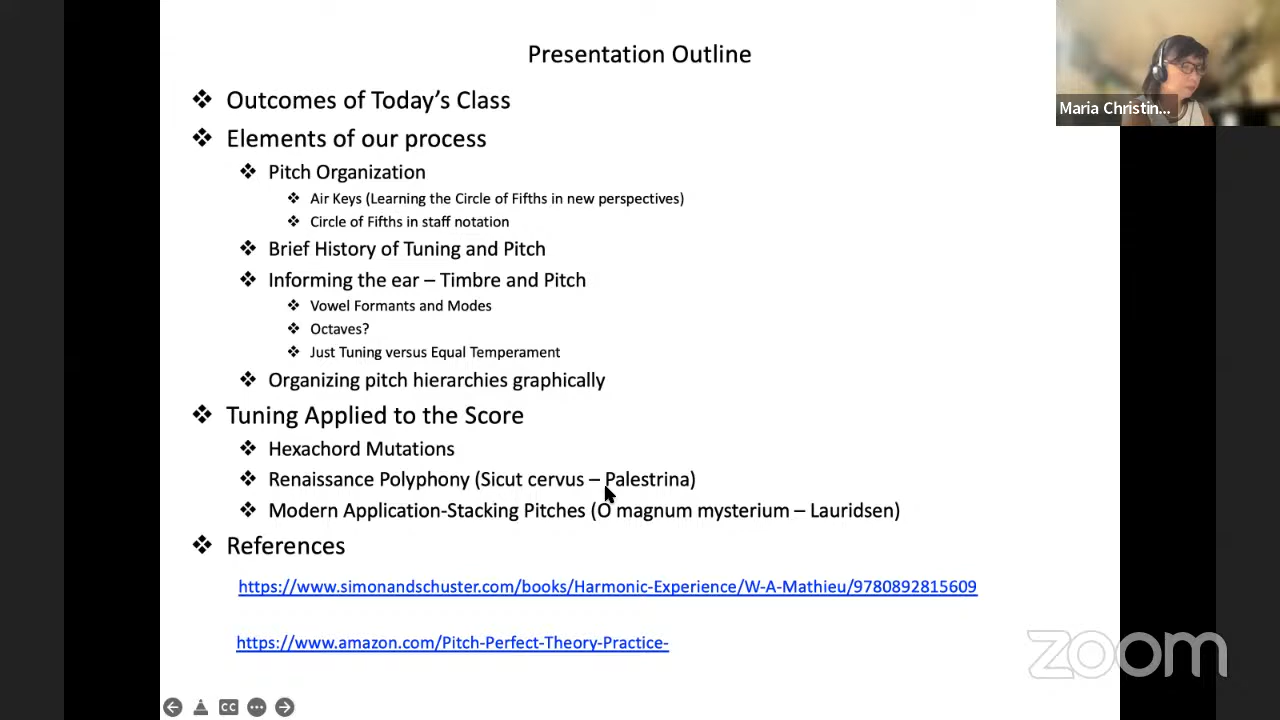 Presentation Outline
Maria Christin...
❖ Outcomes of Today's Class
❖ Elements of our process
❖ Pitch Organization
❖ Air Keys (Learning the Circle of Fifths in new perspectives)
❖ Circle of Fifths in staff notation
❖ Brief History of Tuning and Pitch
❖ Informing the ear – Timbre and Pitch
❖ Vowel Formants and Modes
❖ Octaves?
❖ Just Tuning versus Equal Temperament
❖ Organizing pitch hierarchies graphically
❖ Tuning Applied to the Score
❖ Hexachord Mutations
❖ Renaissance Polyphony (Sicut cervus – Palestrina)
❖ Modern Application-Stacking Pitches (O magnum mysterium – Lauridsen)
❖ References
https://www.simonandschuster.com/books/Harmonic-Experience/W-A-Mathieu/9780892815609
https://www.amazon.com/Pitch-Perfect-Theory-Practice-
zoom
CC